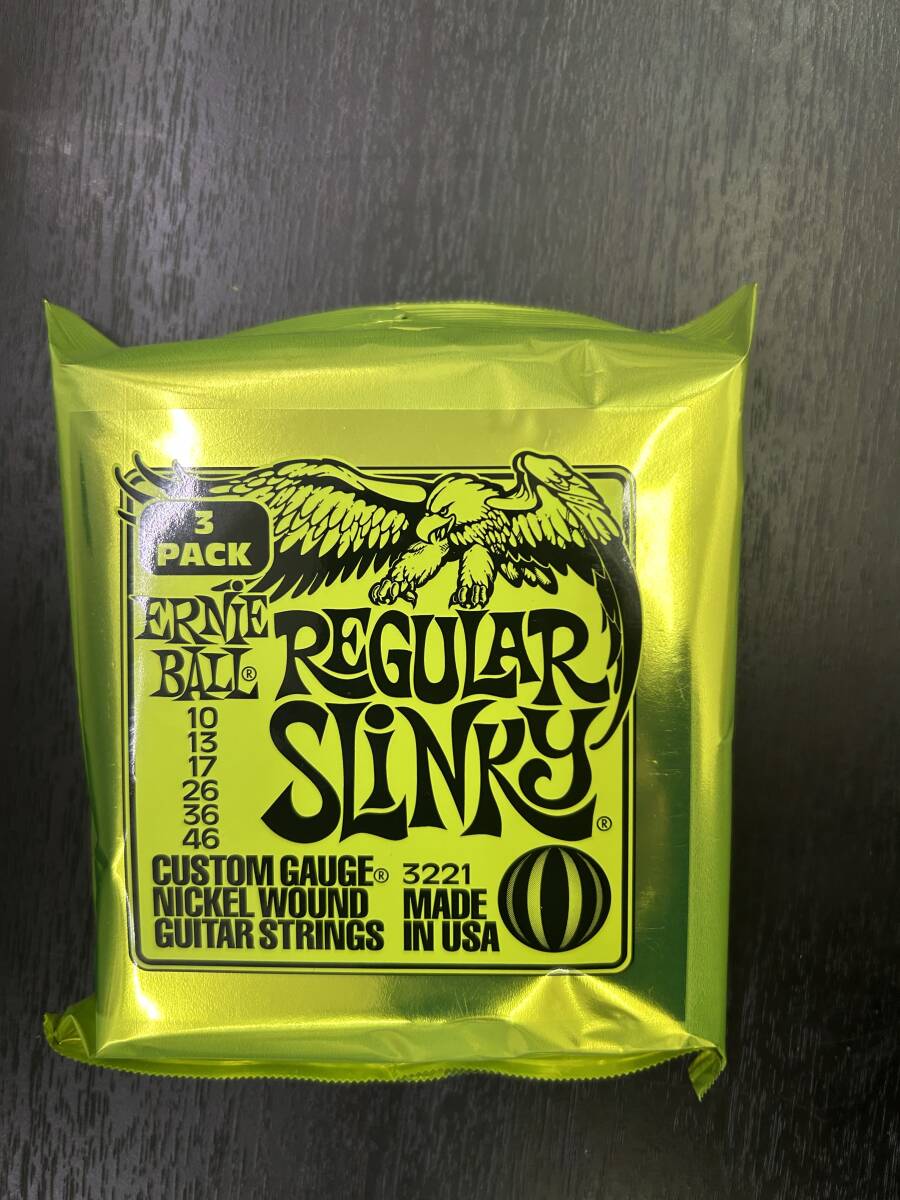 3
PACK
ERNiE
BALL®
REGULAR
SLiNKY®
10
13
17
26
36
46
CUSTOM GAUGE®
NICKEL WOUND
GUITAR STRINGS
3221
MADE
IN USA